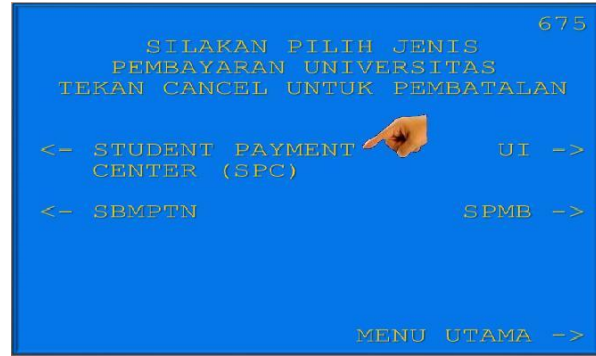 675
SILAKAN PILIH JENIS
PEMBAYARAN UNIVERSITAS
TEKAN CANCEL UNTUK PEMBATALAN
<- STUDENT PAYMENT UI ->
CENTER (SPC)
<- SBMPTN SPMB ->
MENU UTAMA ->